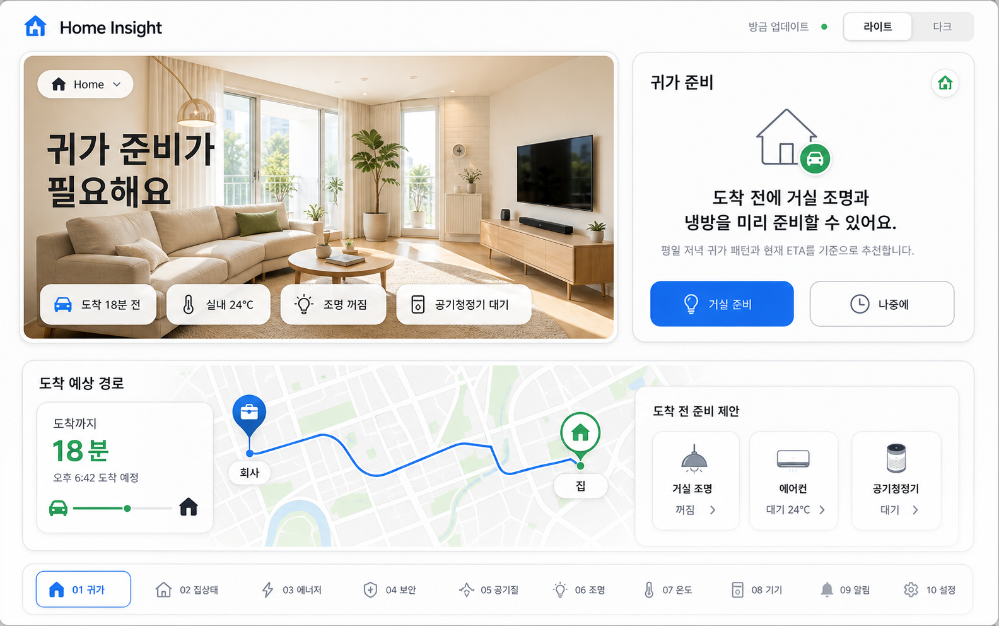 Home Insight
방금 업데이트
라이트
다크
Home
귀가 준비가
필요해요
도착 18분 전
실내 24°C
조명 꺼짐
공기청정기 대기
귀가 준비
도착 전에 거실 조명과
냉방을 미리 준비할 수 있어요.
평일 저녁 귀가 패턴과 현재 ETA를 기준으로 추천합니다.
거실 준비
나중에
도착 예상 경로
도착까지
18분
오후 6:42 도착 예정
회사
집
도착 전 준비 제안
거실 조명
꺼짐
에어컨
대기 24°C
공기청정기
대기
01 귀가
02 집상태
03 에너저
04 보안
05 공기질
06 조명
07 온도
08 기기
09 알림
10 설정